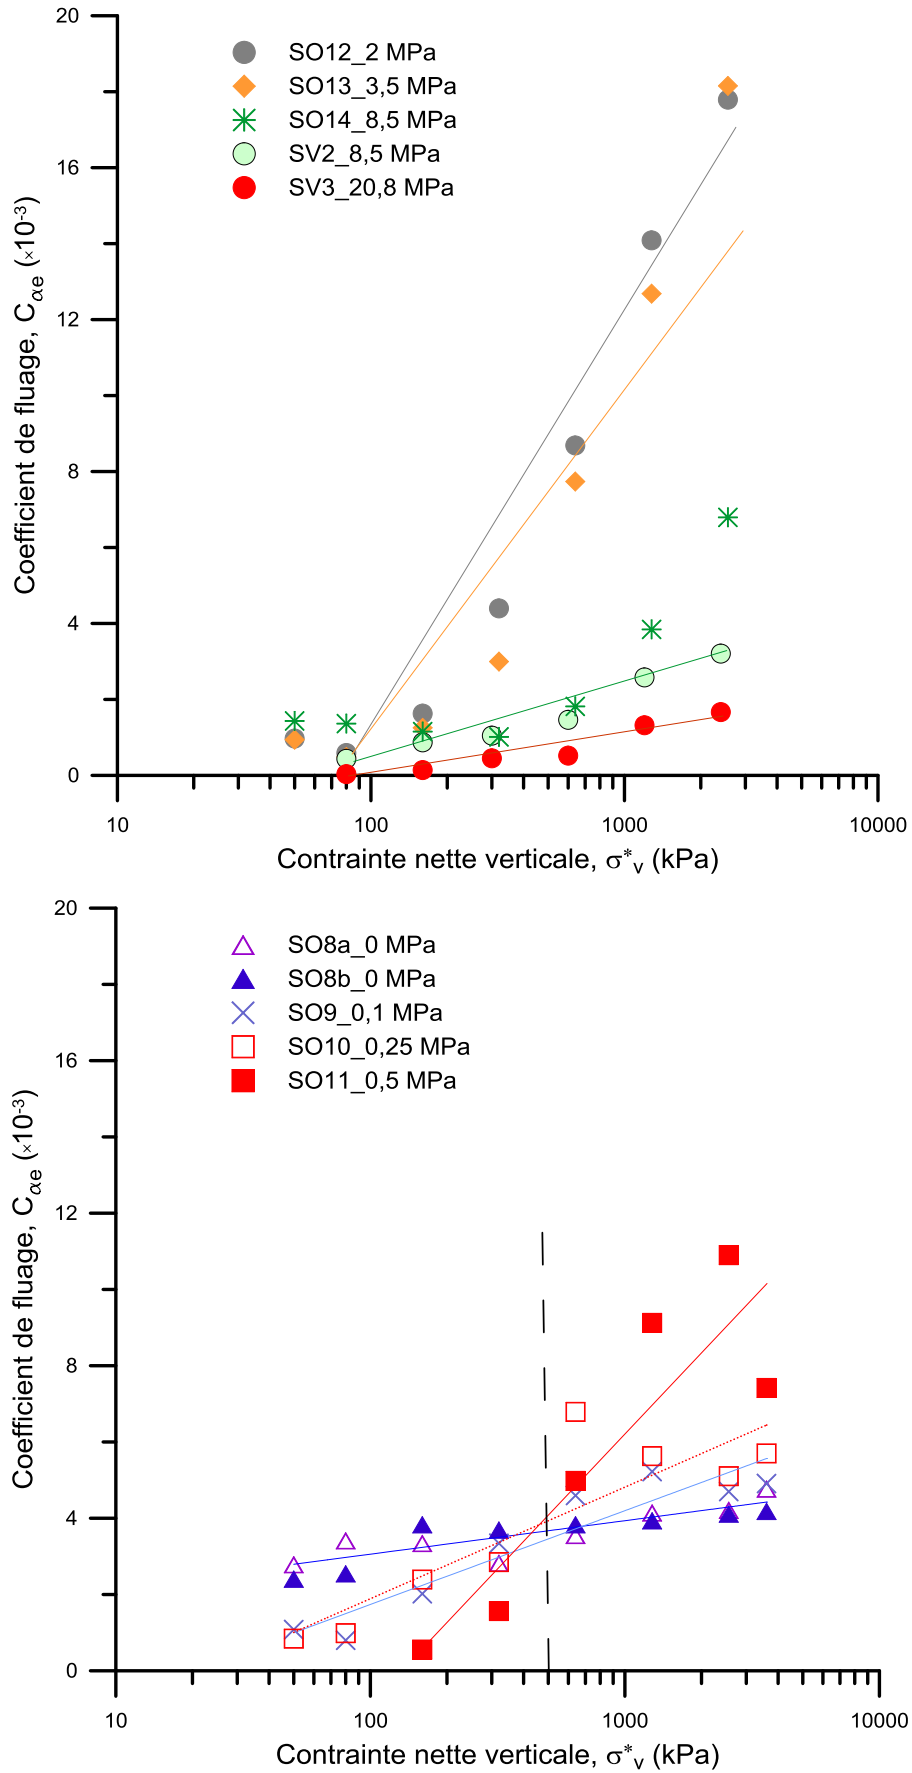 20
16
12
8
4
0
Coefficient de fluage, Cαe (×10-3)
SO12_2 MPa
SO13_3,5 MPa
SO14_8,5 MPa
SV2_8,5 MPa
SV3_20,8 MPa
10 100 1000 10000
Contrainte nette verticale, σ*v (kPa)
20
16
12
8
4
0
Coefficient de fluage, Cαe (×10-3)
SO8a_0 MPa
SO8b_0 MPa
SO9_0,1 MPa
SO10_0,25 MPa
SO11_0,5 MPa
10 100 1000 10000
Contrainte nette verticale, σ*v (kPa)